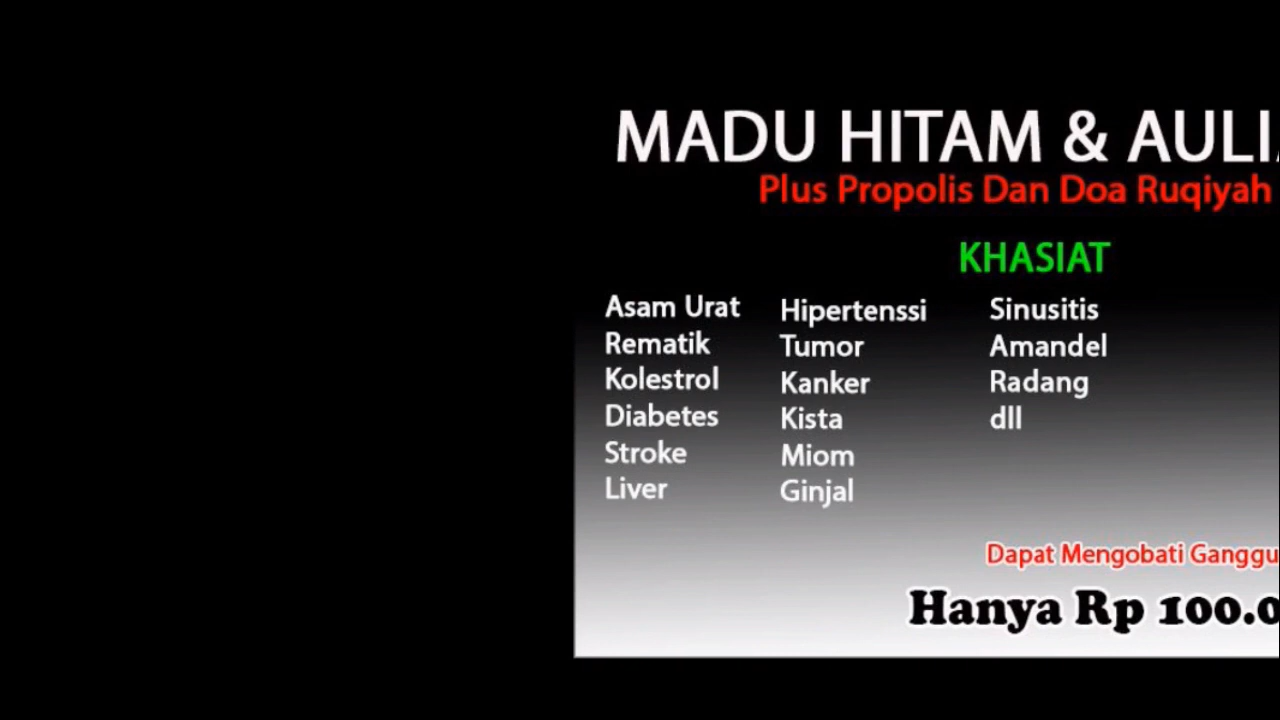 MADU HITAM & AULI
Plus Propolis Dan Doa Ruqiyah
KHASIAT
Asam Urat
Rematik
Kolestrol
Diabetes
Stroke
Liver
Hipertenssi
Tumor
Kanker
Kista
Miom
Ginjal
Sinusitis
Amandel
Radang
dll
Dapat Mengobati Ganggu
Hanya Rp 100.0